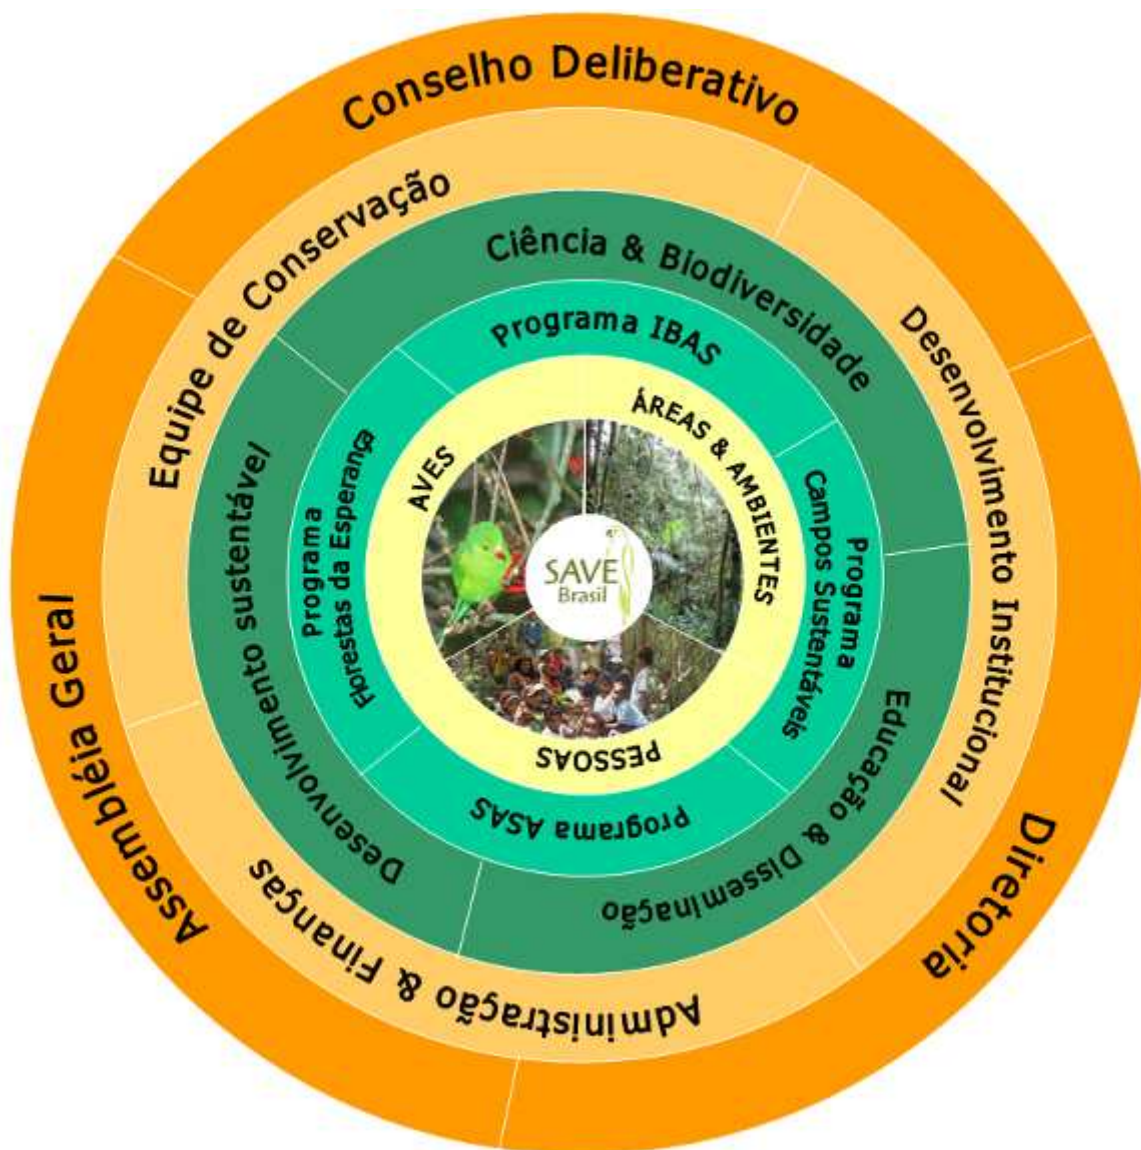 Conselho Deliberativo
Diretoria
Assembléia Geral
Equipe de Conservação
Desenvolvimento Institucional
Administração & Finanças
Ciência & Biodiversidade
Educação & Disseminação
Desenvolvimento sustentável
Programa IBAS
Programa
Campos Sustentáveis
Programa ASAS
Programa
Florestas da Esperança
AVES
ÁREAS & AMBIENTES
PESSOAS
SAVE
Brasil